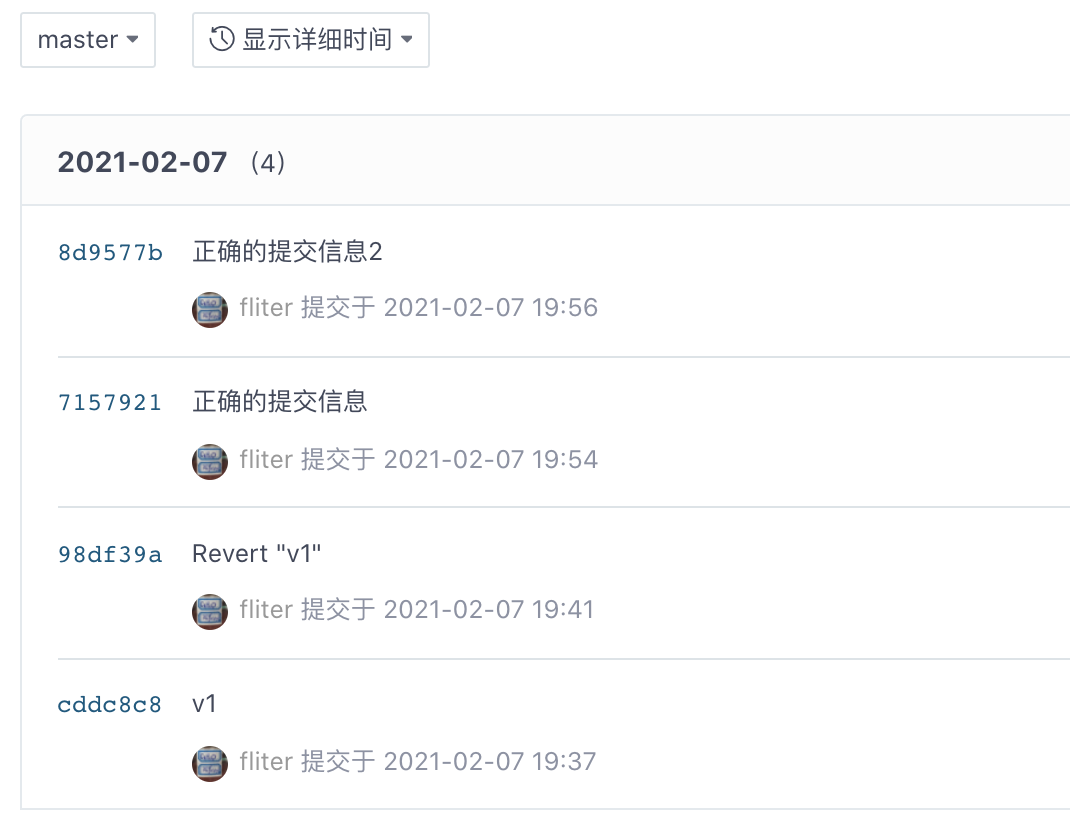 master
显示详细时间
2021-02-07 (4)
8d9577b 正确的提交信息2
fliter 提交于 2021-02-07 19:56
7157921 正确的提交信息
fliter 提交于 2021-02-07 19:54
98df39a Revert "v1"
fliter 提交于 2021-02-07 19:41
cddc8c8 v1
fliter 提交于 2021-02-07 19:37